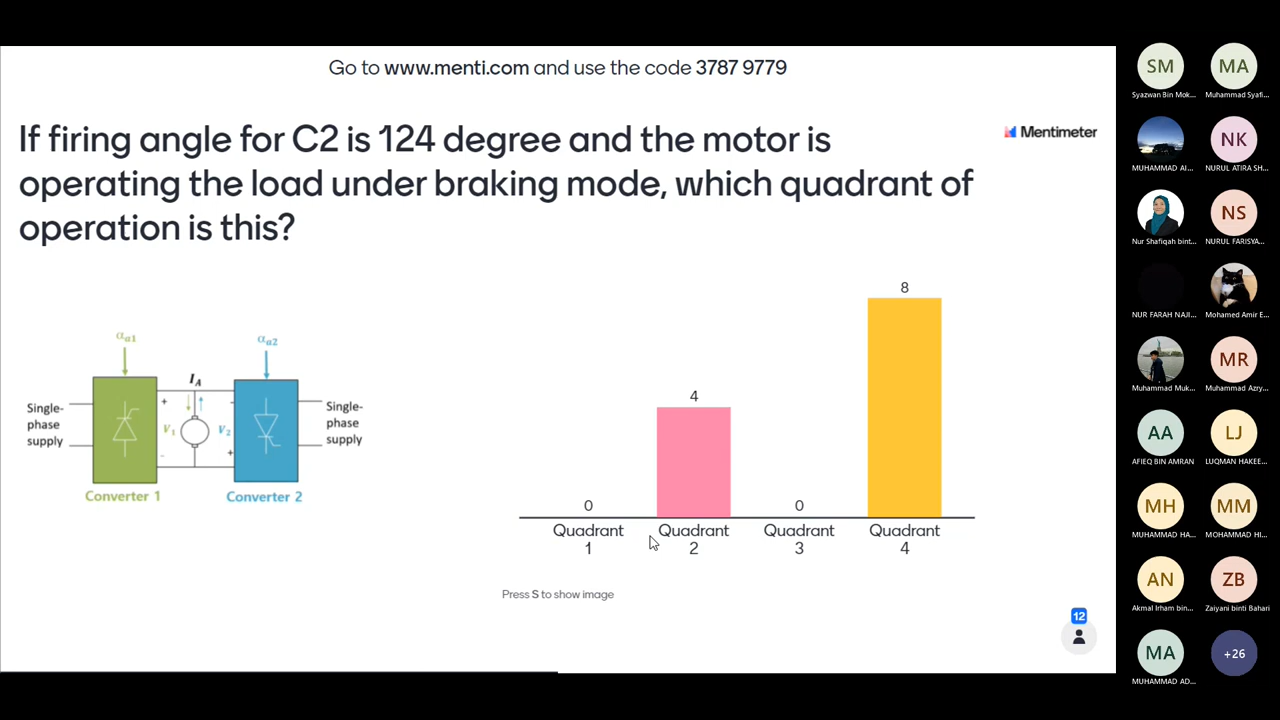 Go to www.menti.com and use the code 3787 9779
Mentimeter
If firing angle for C2 is 124 degree and the motor is
operating the load under braking mode, which quadrant of
operation is this?
αa1
αa2
IA
Single-
phase
supply
+
-
V1
V2
-
+
Single-
phase
supply
Converter 1
Converter 2
0
4
0
8
Quadrant
1
Quadrant
2
Quadrant
3
Quadrant
4
Press S to show image
12
SM
Syazwan Bin Mok...
MA
Muhammad Syafi...
MUHAMMAD AI...
NK
NURUL ATIRA SH...
Nur Shafiqah bint...
NS
NURUL FARISYA...
NUR FARAH NAJI...
Mohamed Amir E...
Muhammad Muk...
MR
Muhammad Azry...
AA
AFIEQ BIN AMRAN
LJ
LUQMAN HAKEE...
MH
MUHAMMAD HA...
MM
MOHAMMAD HI...
AN
Akmal Irham bin...
ZB
Zaiyani binti Bahari
MA
MUHAMMAD AD...
+26